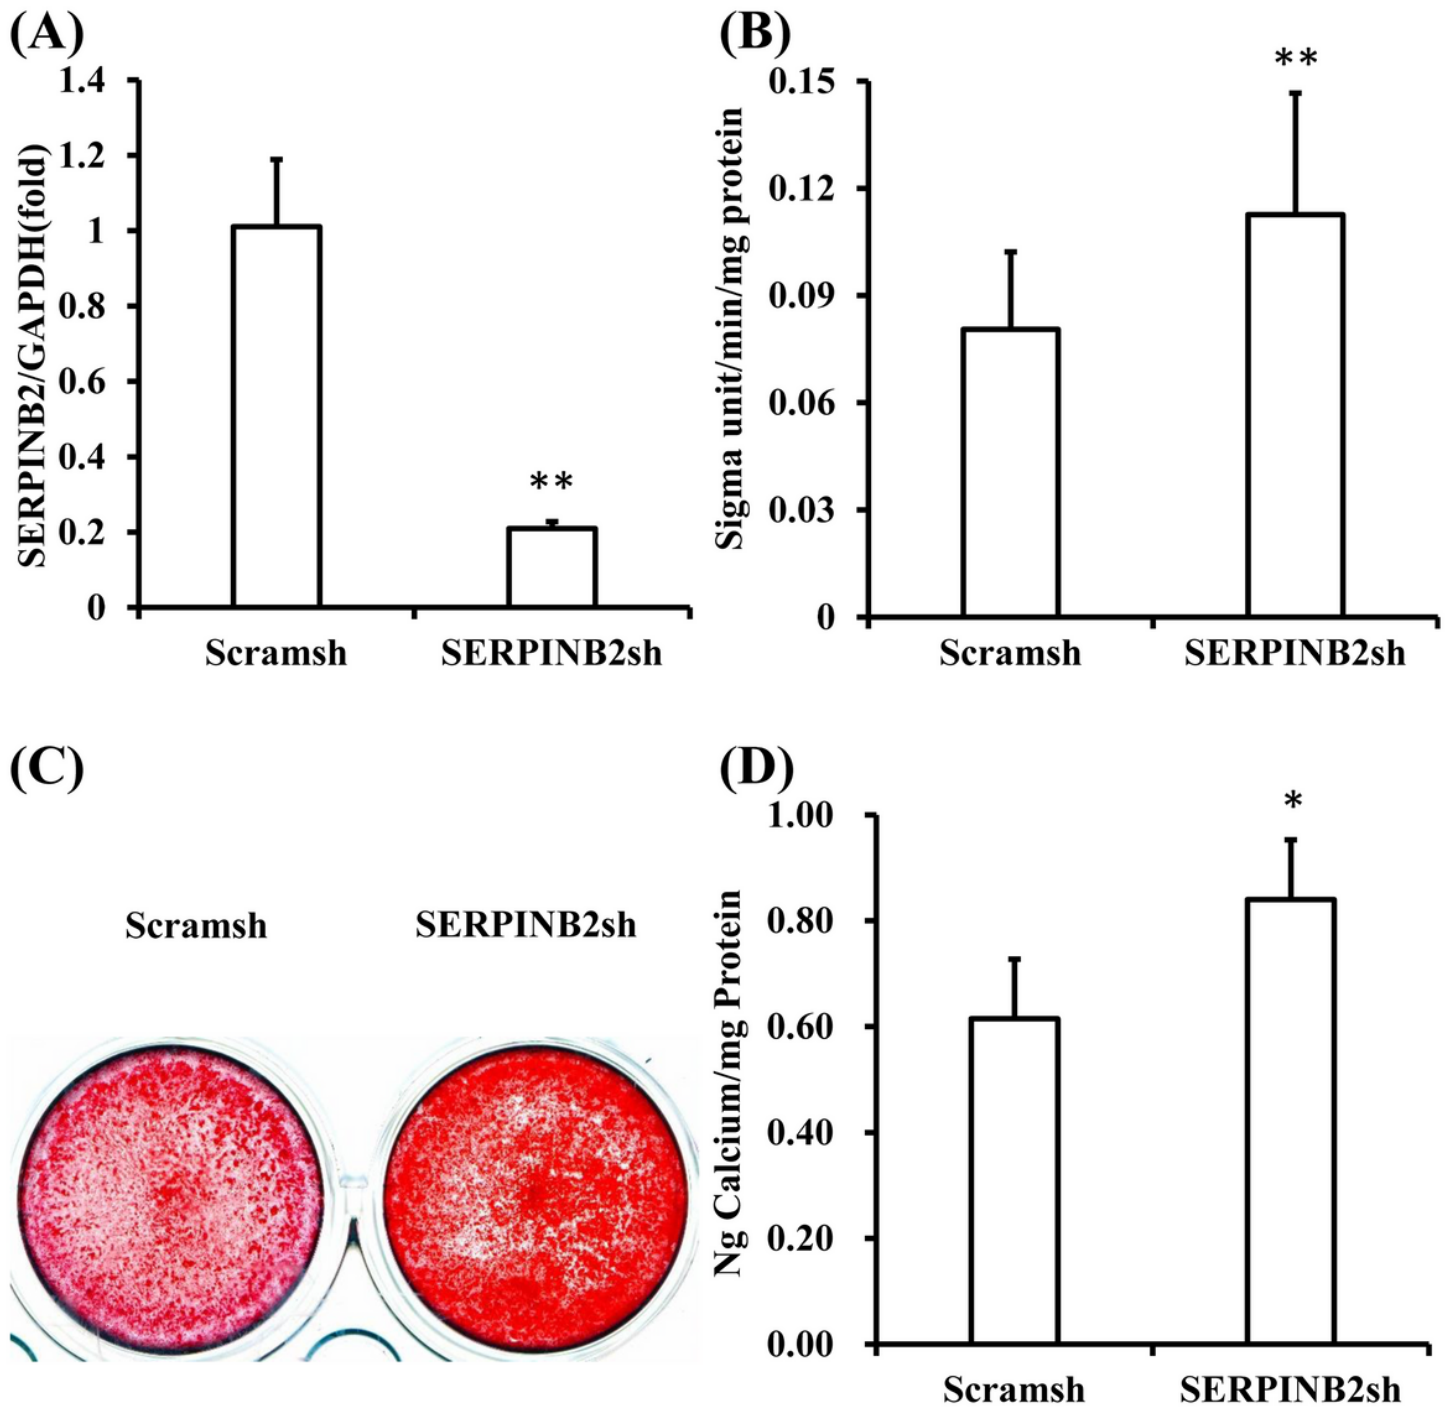 (A)
SERPINB2/GAPDH(fold)
1.4
1.2
1
0.8
0.6
0.4
0.2
0
**
Scramsh SERPINB2sh
(B)
Sigma unit/min/mg protein
0.15
0.12
0.09
0.06
0.03
0
**
Scramsh SERPINB2sh
(C)
Scramsh SERPINB2sh
(D)
Ng Calcium/mg Protein
1.00
0.80
0.60
0.40
0.20
0.00
*
Scramsh SERPINB2sh